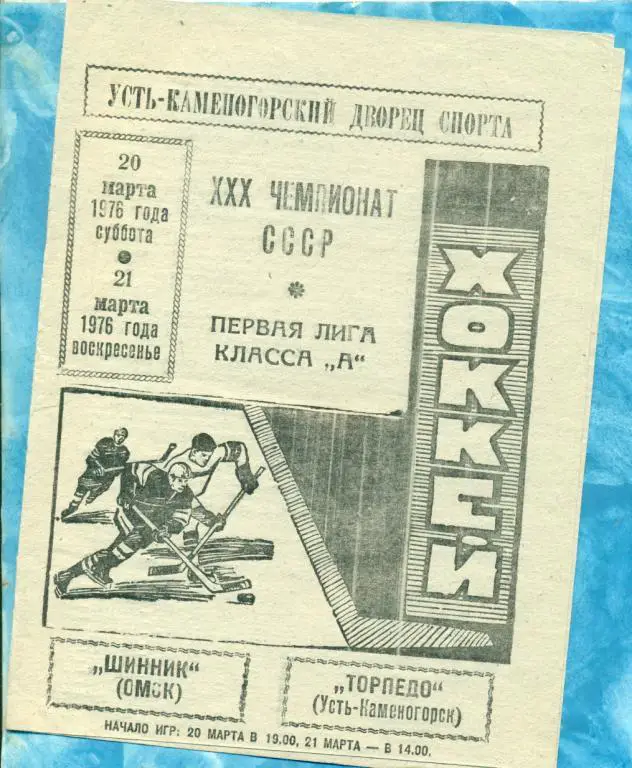 УСТЬ-КАМЕНОГОРСКИЙ ДВОРЕЦ СПОРТА
20
марта
1976 года
суббота
21
марта
1976 года
воскресенье
XXX ЧЕМПИОНАТ
СССР
ПЕРВАЯ ЛИГА
КЛАССА „А"
ХОККЕЙ
„ШИННИК"
(ОМСК)
„ТОРПЕДО"
(Усть-Каменогорск)
НАЧАЛО ИГР: 20 МАРТА В 19.00, 21 МАРТА — В 14.00.